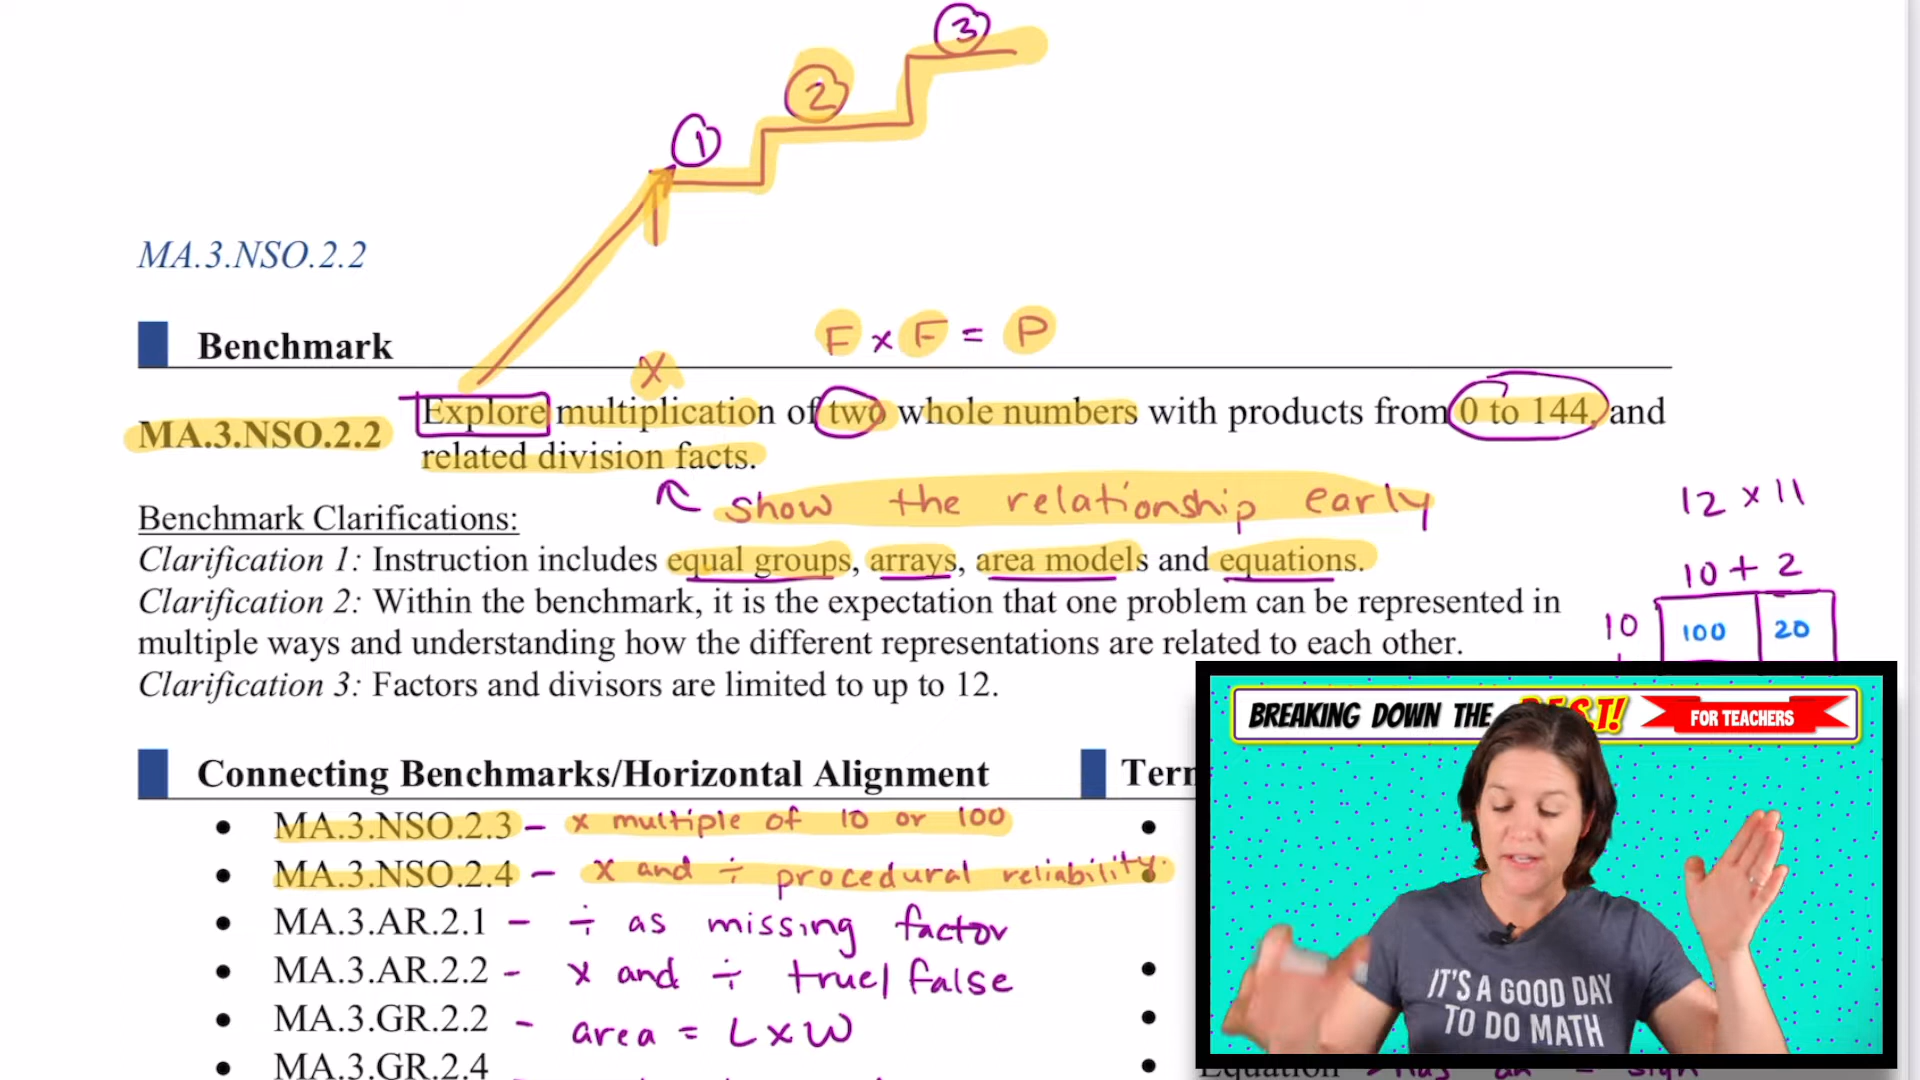 3
2
1
MA.3.NSO.2.2
F x F = P
Benchmark
x
MA.3.NSO.2.2 Explore multiplication of two whole numbers with products from 0 to 144, and
related division facts.
show the relationship early
12 x 11
Benchmark Clarifications:
Clarification 1: Instruction includes equal groups, arrays, area models and equations.
10 + 2
Clarification 2: Within the benchmark, it is the expectation that one problem can be represented in
10 100 20
multiple ways and understanding how the different representations are related to each other.
Clarification 3: Factors and divisors are limited to up to 12.
BREAKING DOWN THE B.E.S.T! FOR TEACHERS
Connecting Benchmarks/Horizontal Alignment
Term
• MA.3.NSO.2.3 – x multiple of 10 or 100
• MA.3.NSO.2.4 – x and ÷ procedural reliability.
• MA.3.AR.2.1 – ÷ as missing factor
• MA.3.AR.2.2 - x and ÷ true/false
• MA.3.GR.2.2 - area = L x W
• MA.3.GR.2.4
IT'S A GOOD DAY
TO DO MATH
Equation has an = sign